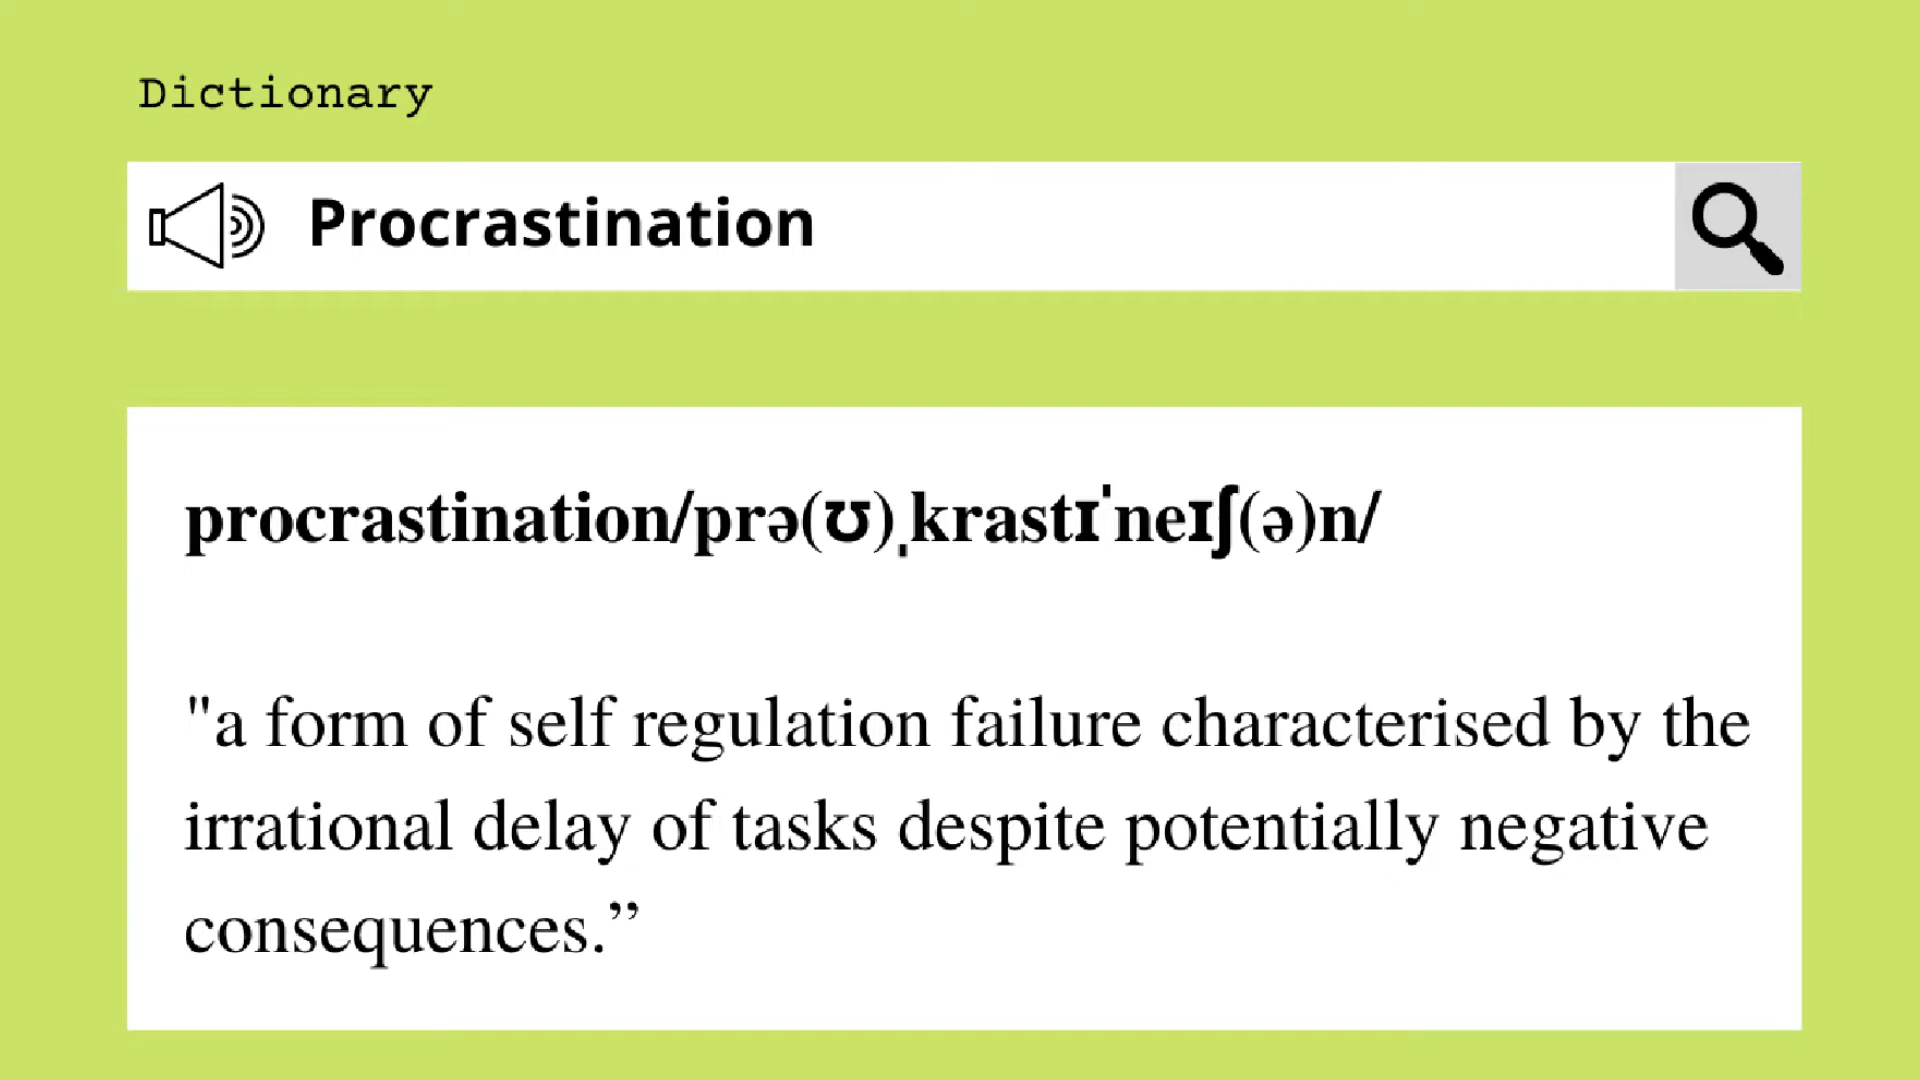 Dictionary
Procrastination
procrastination/prə(ʊ)ˌkrastɪˈneɪʃ(ə)n/
"a form of self regulation failure characterised by the
irrational delay of tasks despite potentially negative
consequences.”